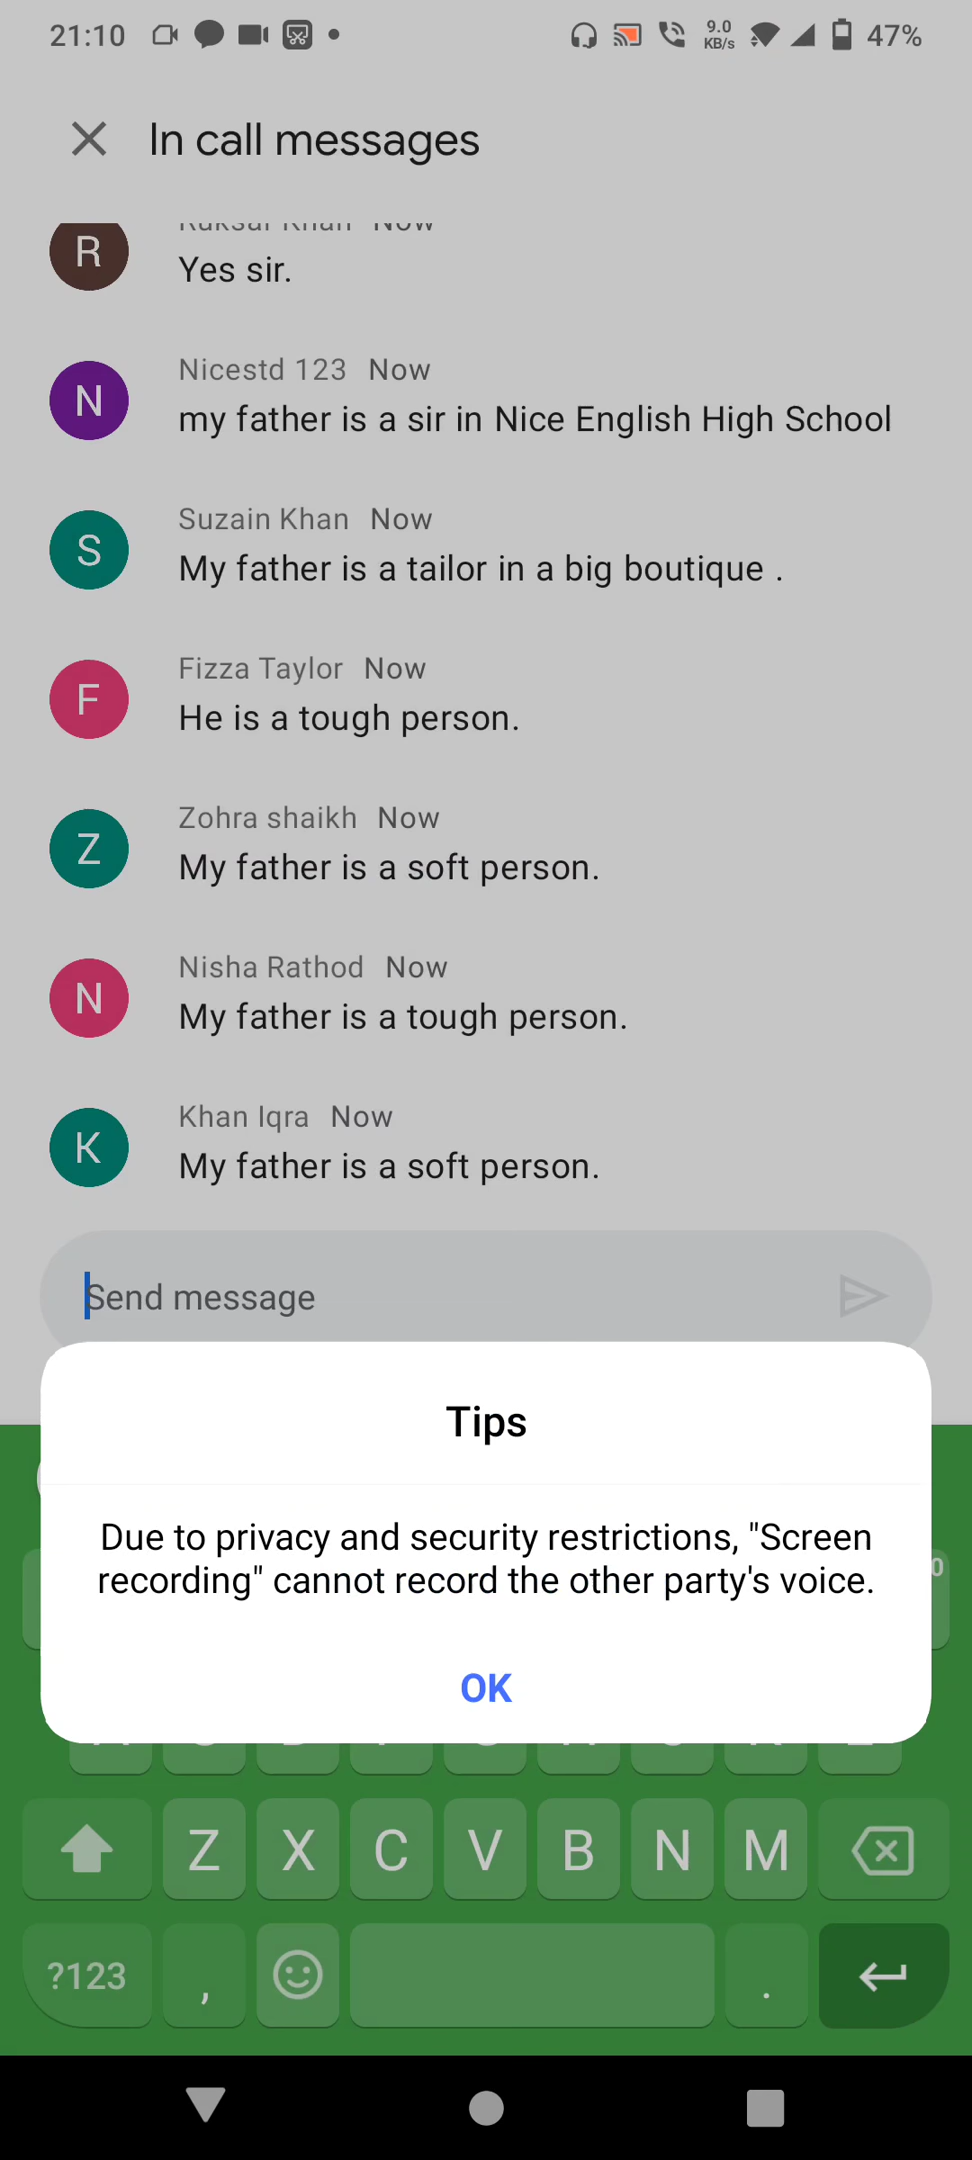 21:10 9.0 KB/s 47%
In call messages
Ruksar Khan Now
R
Yes sir.
Nicestd 123 Now
N
my father is a sir in Nice English High School
Suzain Khan Now
S
My father is a tailor in a big boutique .
Fizza Taylor Now
F
He is a tough person.
Zohra shaikh Now
Z
My father is a soft person.
Nisha Rathod Now
N
My father is a tough person.
Khan Iqra Now
K
My father is a soft person.
Send message
Tips
Due to privacy and security restrictions, "Screen
recording" cannot record the other party's voice.
0
OK
Z X C V B N M
?123 , .